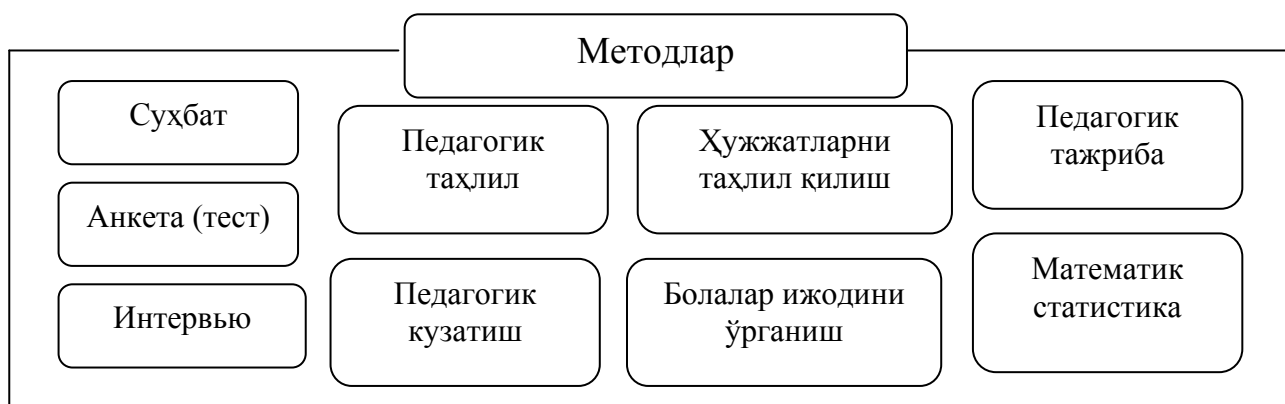 Методлар
Суҳбат
Анкета (тест)
Интервью
Педагогик
таҳлил
Педагогик
кузатиш
Ҳужжатларни
таҳлил қилиш
Болалар ижодини
ўрганиш
Педагогик
тажриба
Математик
статистика